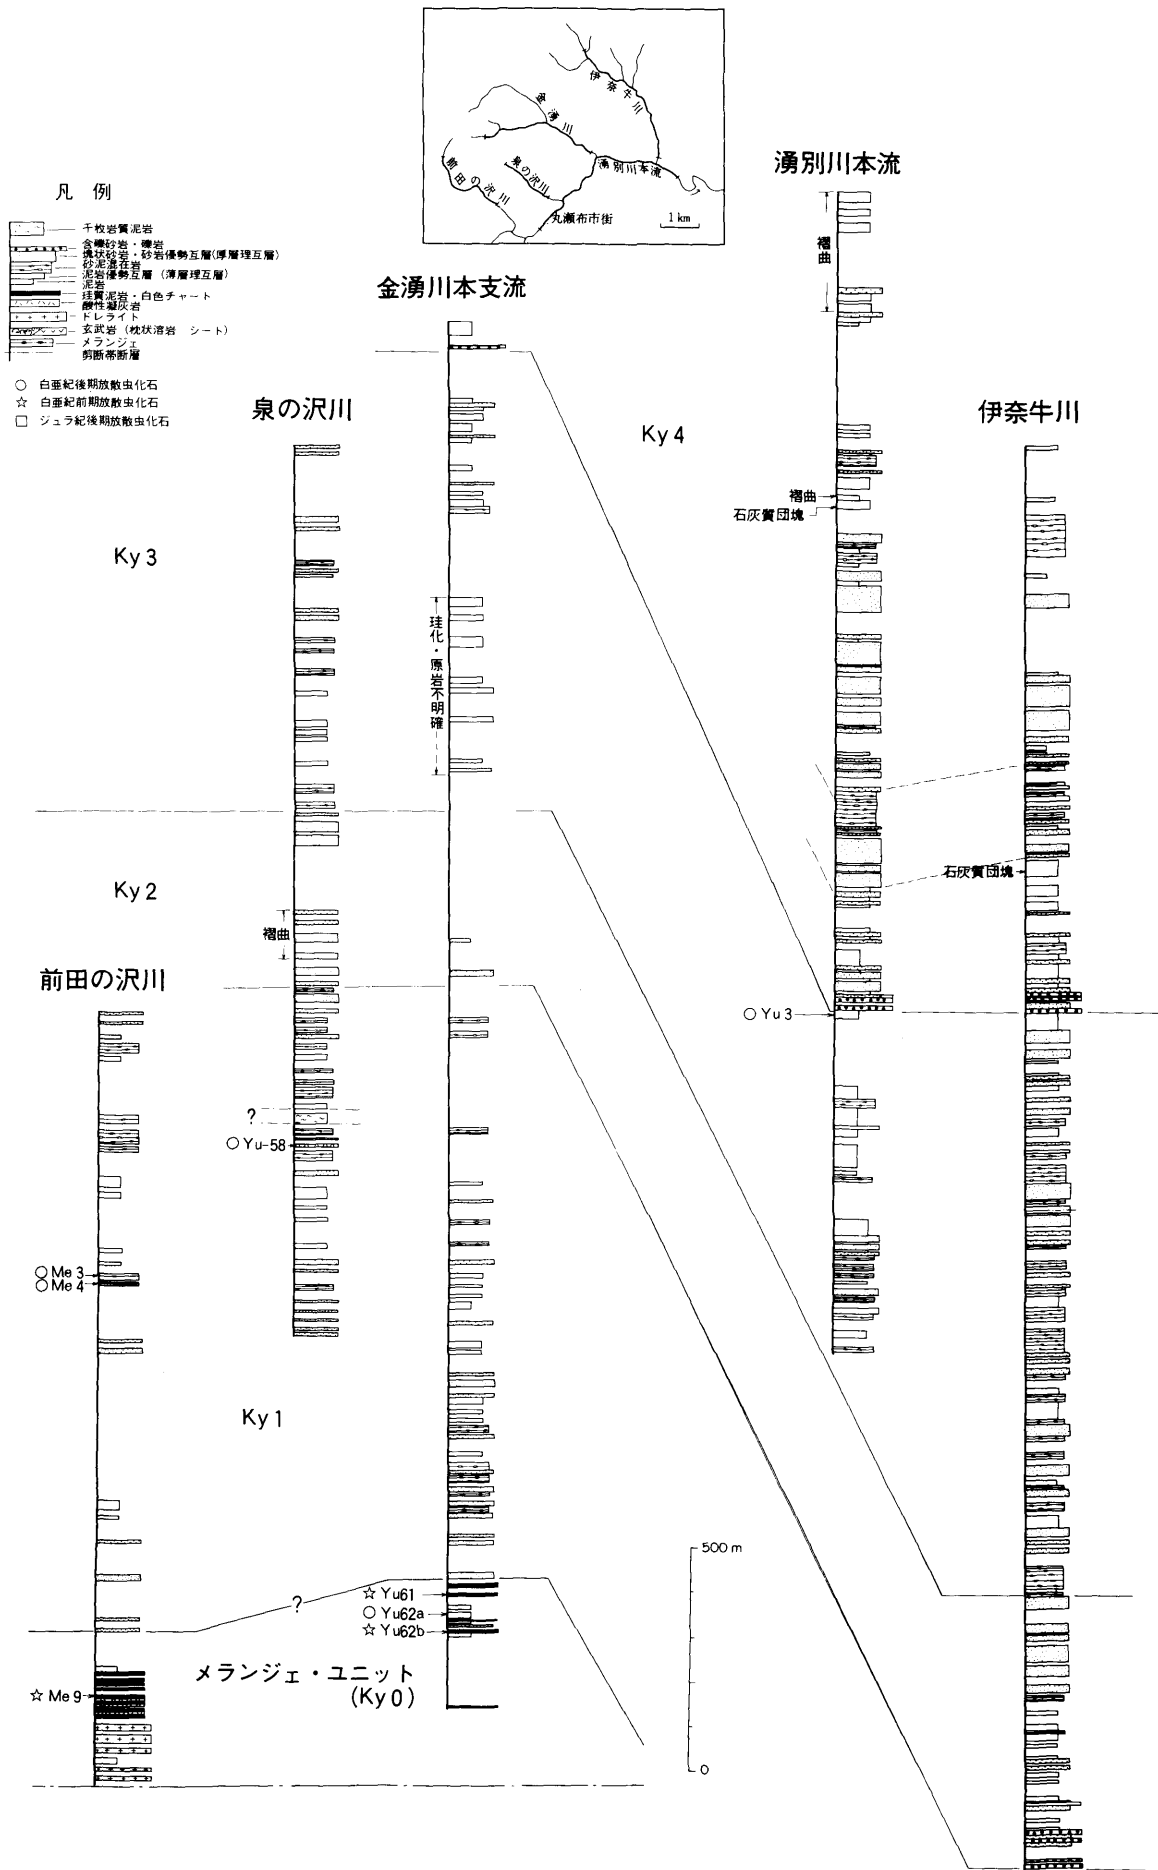 伊奈牛川
金湧川
湧別川本流
前田の沢川
泉の沢川
丸瀬布市街
1 km
凡 例
千枚岩質泥岩
含礫砂岩・礫岩
塊状砂岩・砂岩優勢互層(厚層理互層)
砂泥混在岩
泥岩優勢互層 (薄層理互層)
泥岩
珪質泥岩・白色チャート
酸性凝灰岩
ドレライト
玄武岩 (枕状溶岩 シート)
メランジェ
剪断帯断層
○ 白亜紀後期放散虫化石
☆ 白亜紀前期放散虫化石
□ ジュラ紀後期放散虫化石
湧別川本流
褶曲
金湧川本支流
泉の沢川
Ky 4
伊奈牛川
褶曲
石灰質団塊
Ky 3
珪化・原岩不明確
石灰質団塊
Ky 2
褶曲
前田の沢川
○ Yu 3
?
○ Yu-58
○ Me 3
○ Me 4
Ky 1
500 m
0
☆ Yu61
○ Yu62a
☆ Yu62b
?
メランジェ・ユニット
(Ky 0)
☆ Me 9